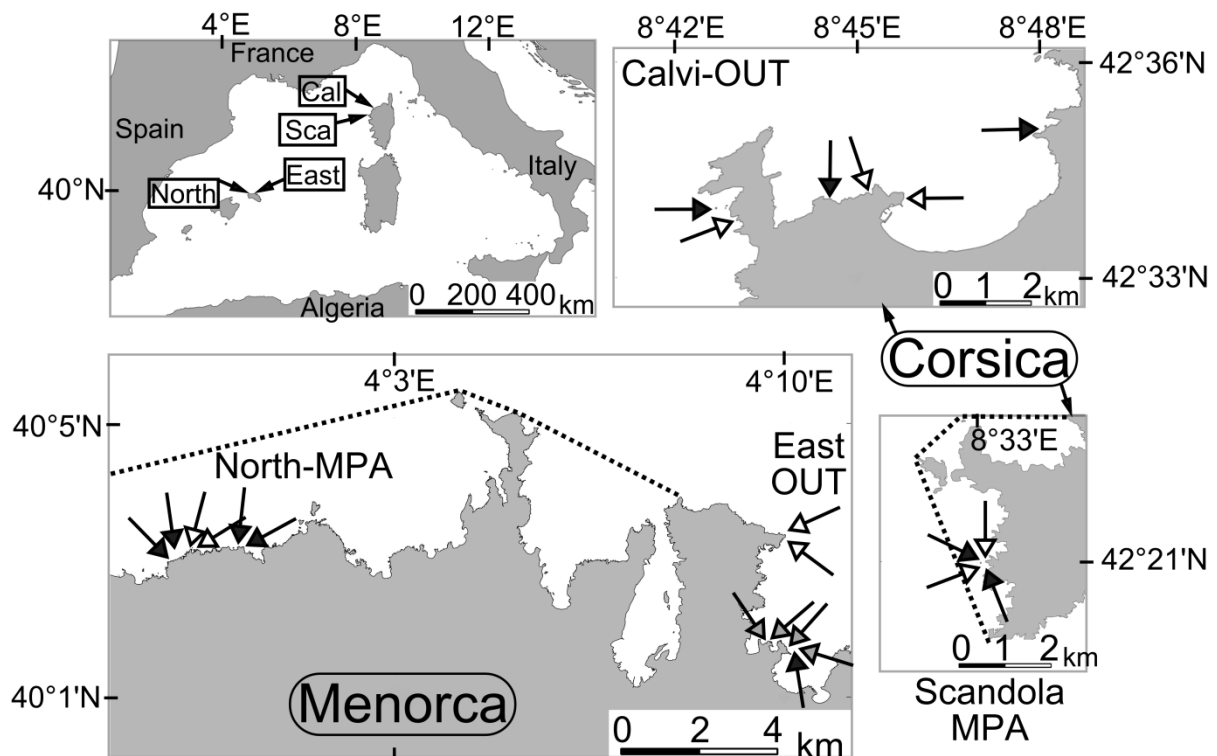 4°E 8°E 12°E
France
Cal
Spain
Sca
Italy
40°N
North
East
Algeria
0 200 400 km
8°42'E 8°45'E 8°48'E
Calvi-OUT
42°36'N
42°33'N
0 1 2 km
Corsica
4°3'E 4°10'E
40°5'N
North-MPA
East
OUT
40°1'N
Menorca
0 2 4 km
8°33'E
42°21'N
0 1 2 km
Scandola
MPA